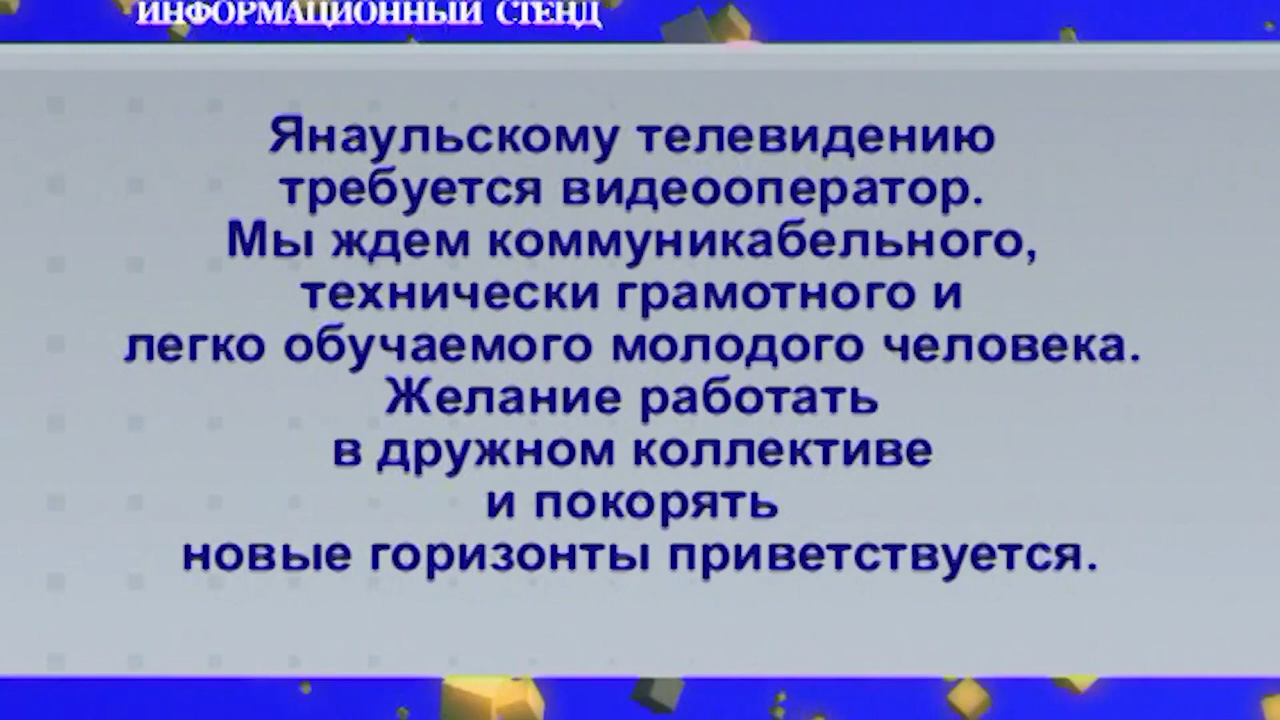 ИНФОРМАЦИОННЫЙ СТЕНД
Янаульскому телевидению
требуется видеооператор.
Мы ждем коммуникабельного,
технически грамотного и
легко обучаемого молодого человека.
Желание работать
в дружном коллективе
и покорять
новые горизонты приветствуется.